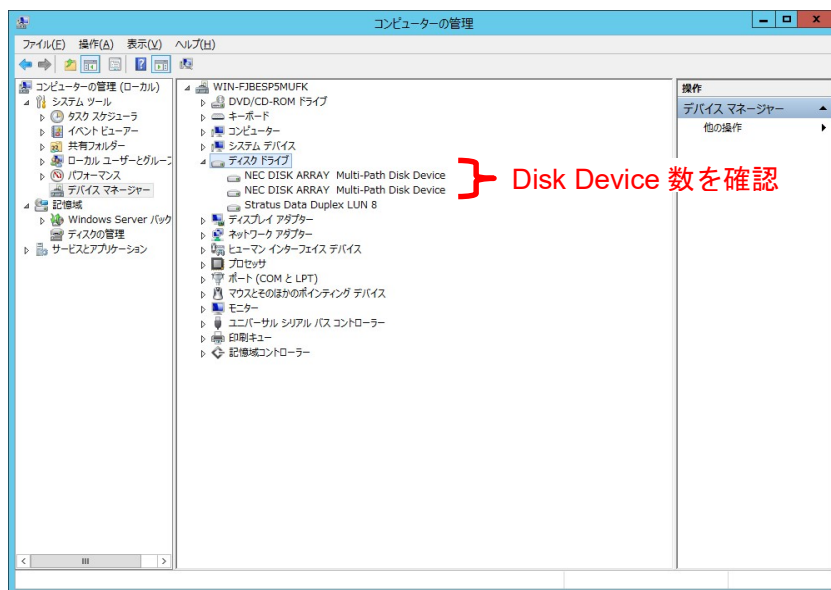 コンピューターの管理
ファイル(F) 操作(A) 表示(V) ヘルプ(H)
コンピューターの管理 (ローカル)
システム ツール
タスク スケジューラ
イベント ビューアー
共有フォルダー
ローカル ユーザーとグループ
パフォーマンス
デバイス マネージャー
記憶域
Windows Server バック
ディスクの管理
サービスとアプリケーション
WIN-FJBESP5MUFK
DVD/CD-ROM ドライブ
キーボード
コンピューター
システム デバイス
ディスク ドライブ
NEC DISK ARRAY Multi-Path Disk Device
NEC DISK ARRAY Multi-Path Disk Device
Stratus Data Duplex LUN 8
ディスプレイ アダプター
ネットワーク アダプター
ヒューマン インターフェイス デバイス
プロセッサ
ポート (COM と LPT)
マウスとそのほかのポインティング デバイス
モニター
ユニバーサル シリアル バス コントローラー
印刷キュー
記憶域コントローラー
Disk Device 数を確認
操作
デバイス マネージャー
他の操作